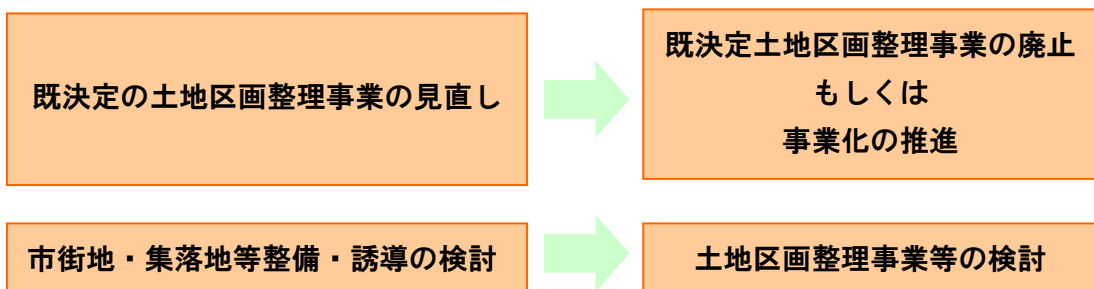 既決定の土地区画整理事業の見直し
既決定土地区画整理事業の廃止
もしくは
事業化の推進
市街地・集落地等整備・誘導の検討
土地区画整理事業等の検討